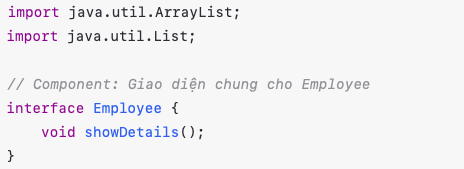 import java.util.ArrayList;
import java.util.List;
// Component: Giao diện chung cho Employee
interface Employee {
    void showDetails();
}